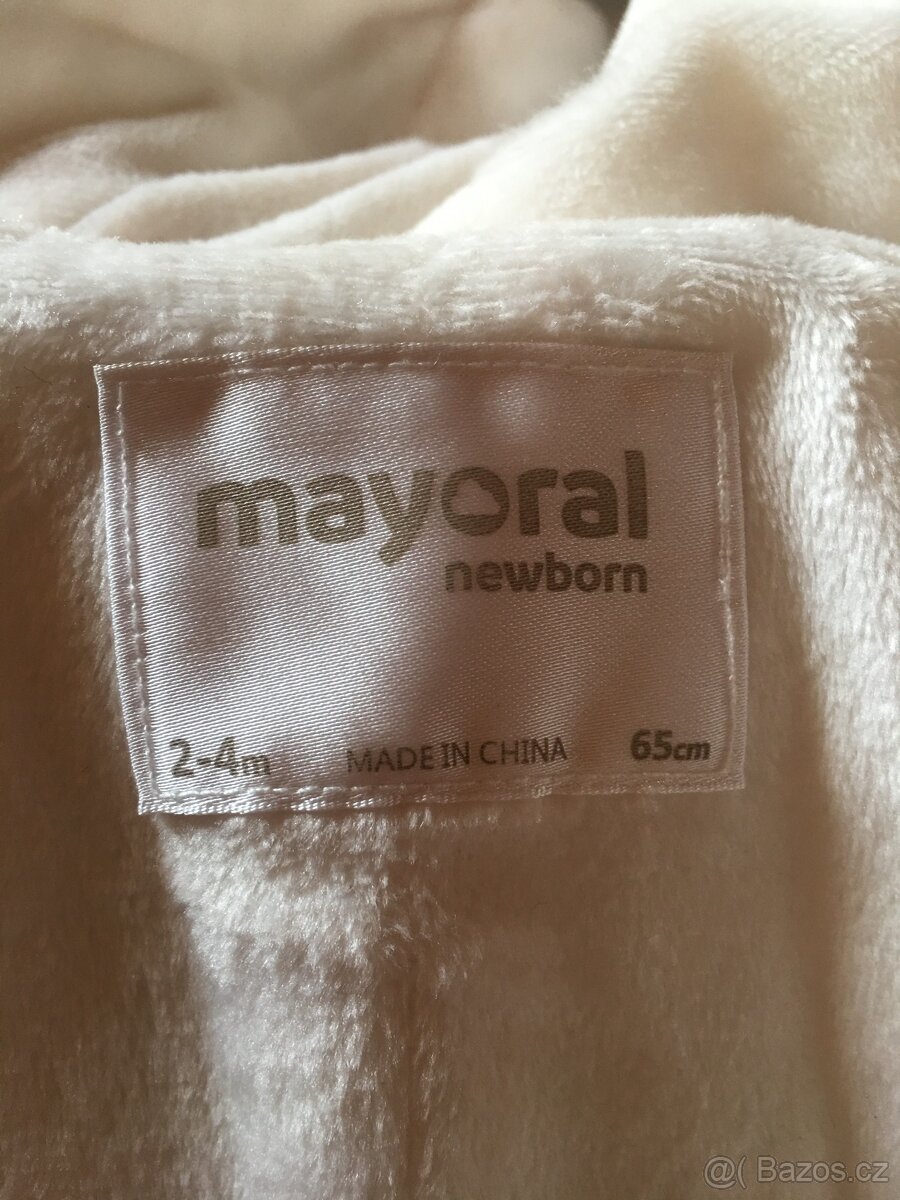 mayoral
newborn
2-4m MADE IN CHINA 65cm
@( Bazos.cz